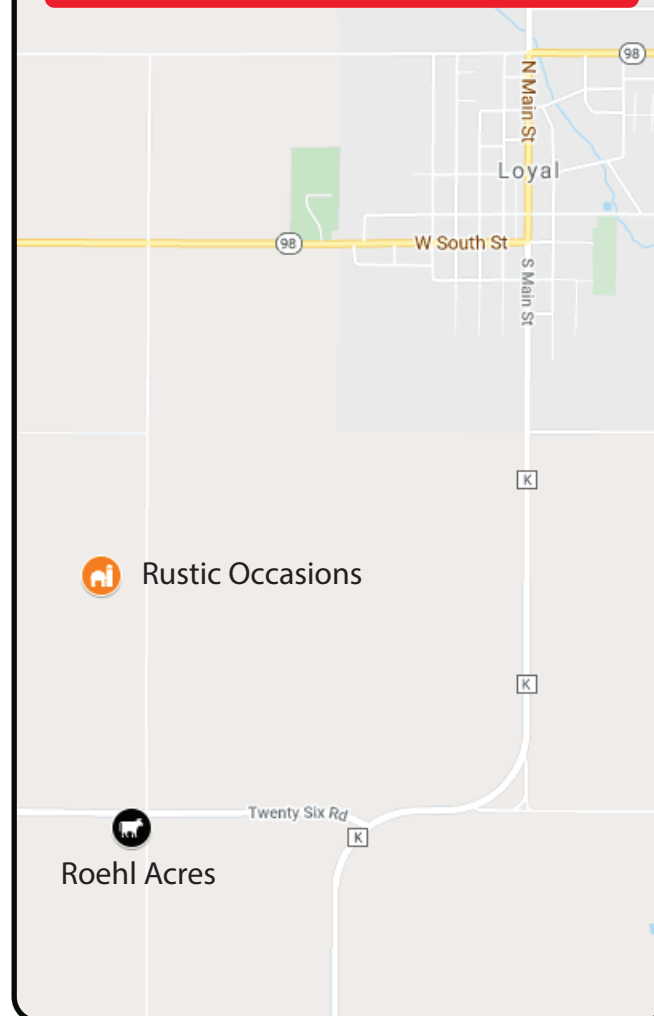 98
N Main St
Loyal
98
W South St
S Main St
K
Rustic Occasions
K
Twenty Six Rd
K
Roehl Acres